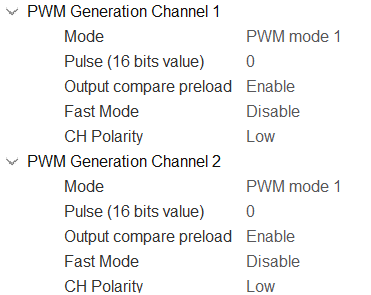 PWM Generation Channel 1
Mode PWM mode 1
Pulse (16 bits value) 0
Output compare preload Enable
Fast Mode Disable
CH Polarity Low
PWM Generation Channel 2
Mode PWM mode 1
Pulse (16 bits value) 0
Output compare preload Enable
Fast Mode Disable
CH Polarity Low